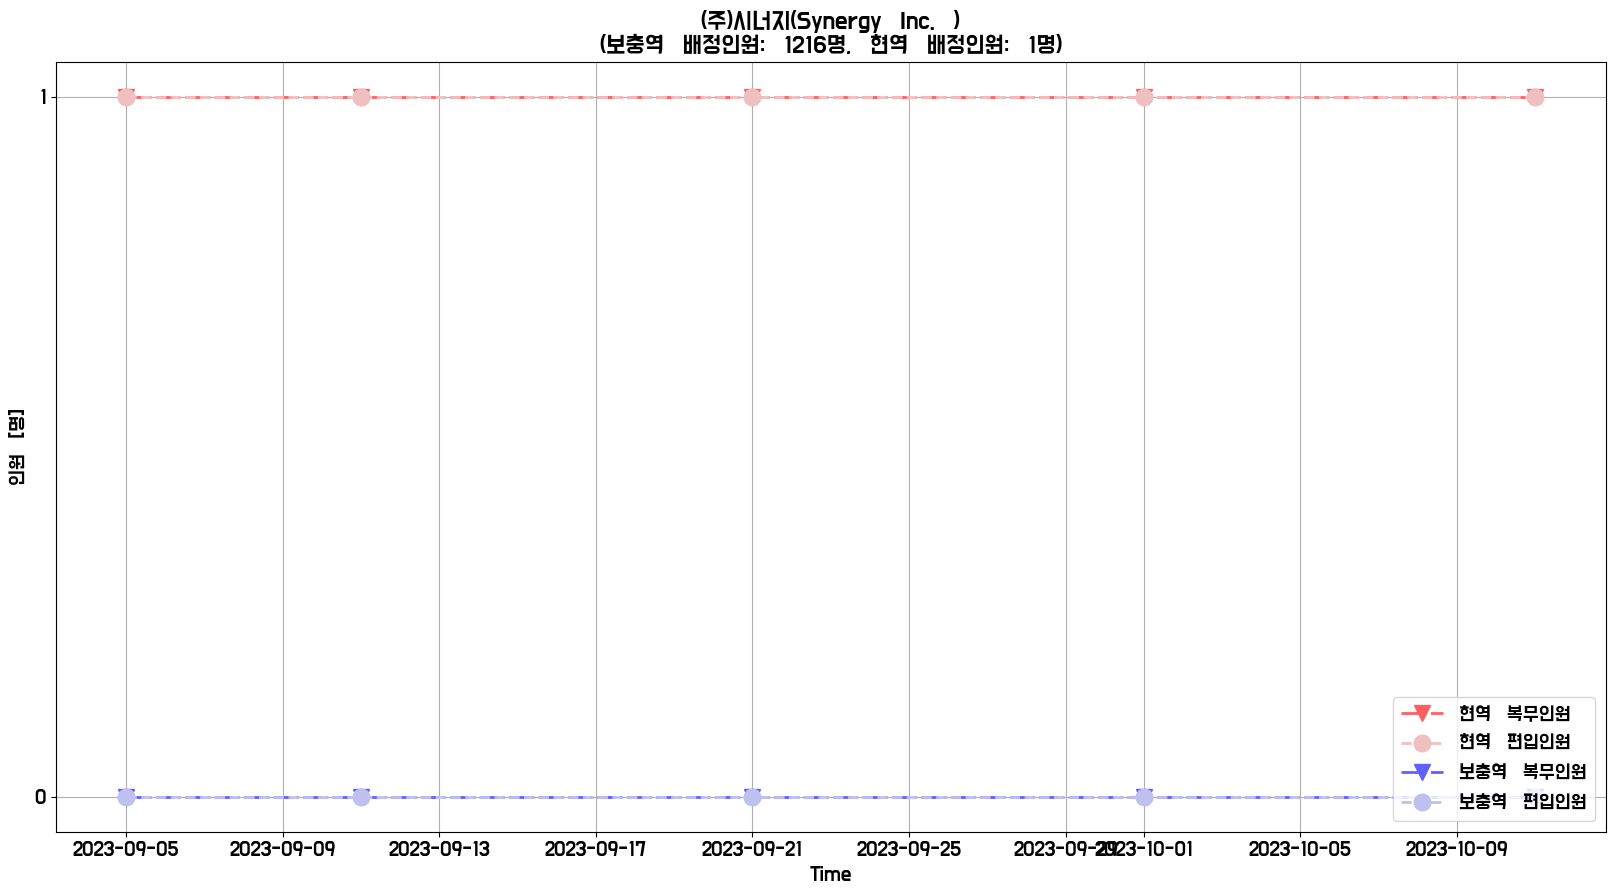 (주)시너지(Synergy Inc. )
(보충역 배정인원: 1216명, 현역 배정인원: 1명)
1
0
인원 [명]
현역 복무인원
현역 편입인원
보충역 복무인원
보충역 편입인원
2023-09-05 2023-09-09 2023-09-13 2023-09-17 2023-09-21 2023-09-25 2023-09-29 2023-10-01 2023-10-05 2023-10-09
Time